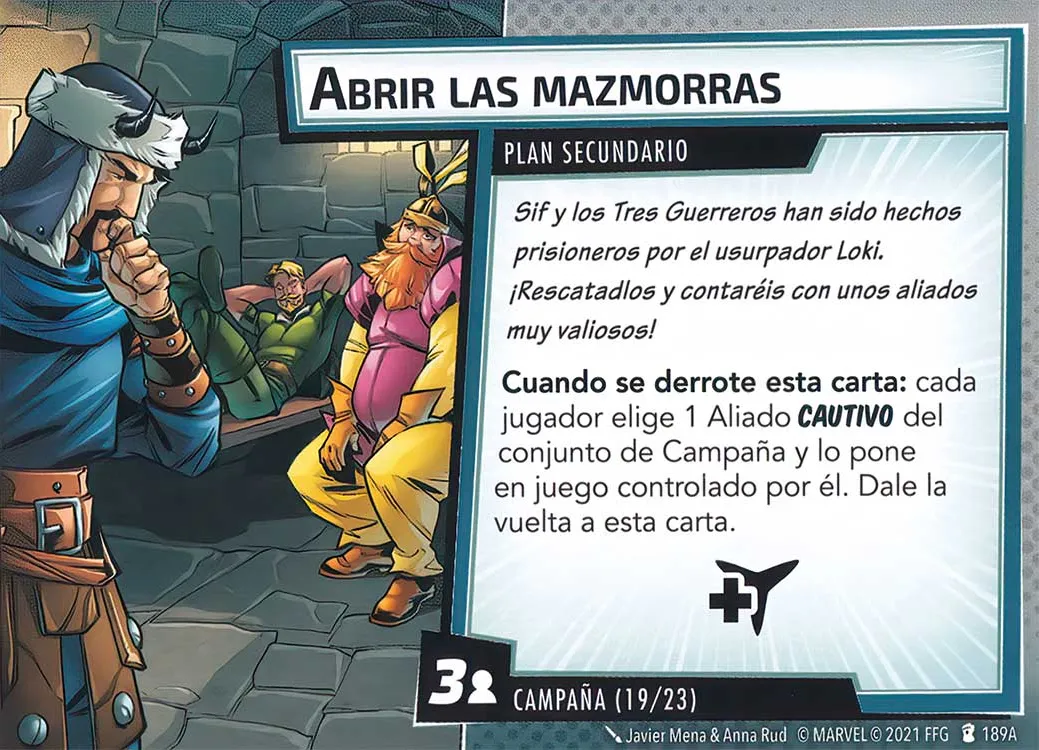 ABRIR LAS MAZMORRAS
PLAN SECUNDARIO
Sif y los Tres Guerreros han sido hechos
prisioneros por el usurpador Loki.
¡Rescatadlos y contaréis con unos aliados
muy valiosos!
Cuando se derrote esta carta: cada
jugador elige 1 Aliado CAUTIVO del
conjunto de Campaña y lo pone
en juego controlado por él. Dale la
vuelta a esta carta.
3
CAMPAÑA (19/23)
Javier Mena & Anna Rud © MARVEL © 2021 FFG 189A